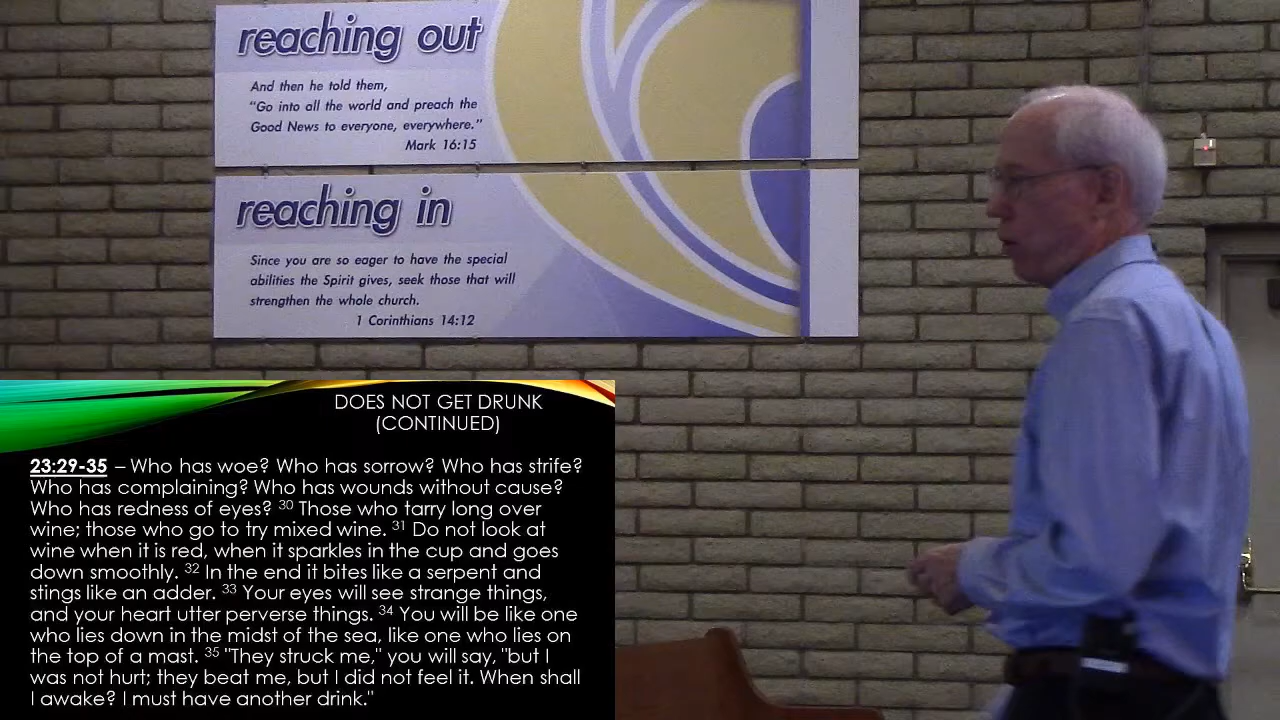 reaching out
And then he told them,
"Go into all the world and preach the
Good News to everyone, everywhere."
Mark 16:15
reaching in
Since you are so eager to have the special
abilities the Spirit gives, seek those that will
strengthen the whole church.
1 Corinthians 14:12
DOES NOT GET DRUNK
(CONTINUED)
23:29-35 – Who has woe? Who has sorrow? Who has strife?
Who has complaining? Who has wounds without cause?
Who has redness of eyes? 30 Those who tarry long over
wine; those who go to try mixed wine. 31 Do not look at
wine when it is red, when it sparkles in the cup and goes
down smoothly. 32 In the end it bites like a serpent and
stings like an adder. 33 Your eyes will see strange things,
and your heart utter perverse things. 34 You will be like one
who lies down in the midst of the sea, like one who lies on
the top of a mast. 35 "They struck me," you will say, "but I
was not hurt; they beat me, but I did not feel it. When shall
I awake? I must have another drink."